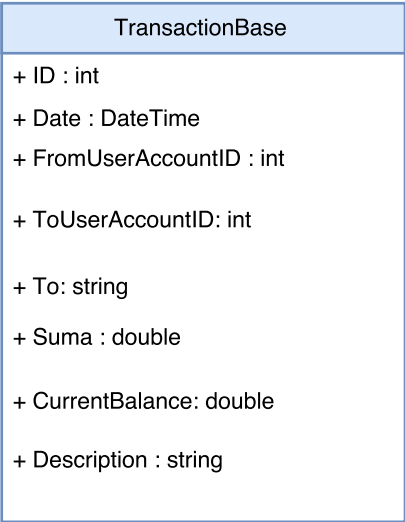 TransactionBase
+ ID : int
+ Date : DateTime
+ FromUserAccountID : int
+ ToUserAccountID: int
+ To: string
+ Suma : double
+ CurrentBalance: double
+ Description : string